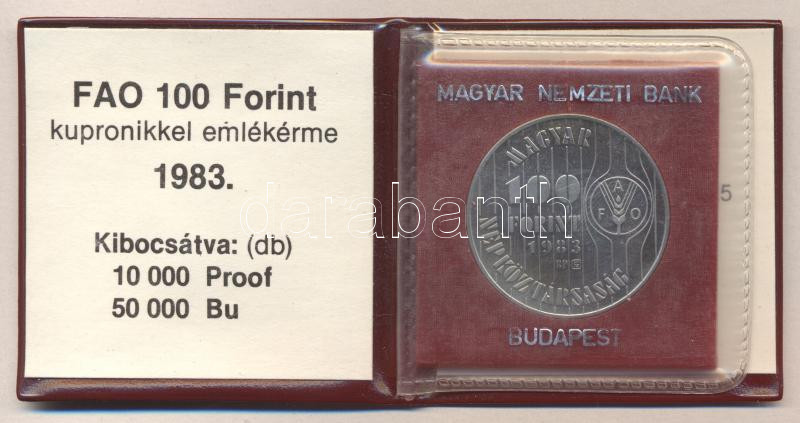 FAO 100 Forint
kupronikkel emlékérme
1983.
Kibocsátva: (db)
10 000 Proof
50 000 Bu
MAGYAR NEMZETI BANK
MAGYAR
100
FORINT
1983
BP.
NÉPKÖZTÁRSASÁG
F A O
BUDAPEST
5
darabanth